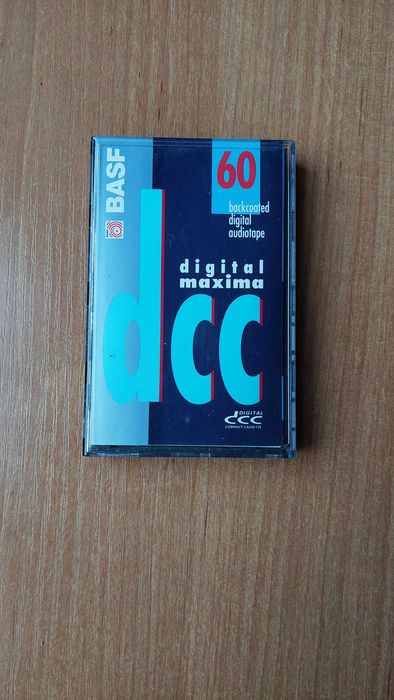 BASF
60
backcoated
digital
audiotape
digital
maxima
dcc
DIGITAL
dcc
COMPACT CASSETTE